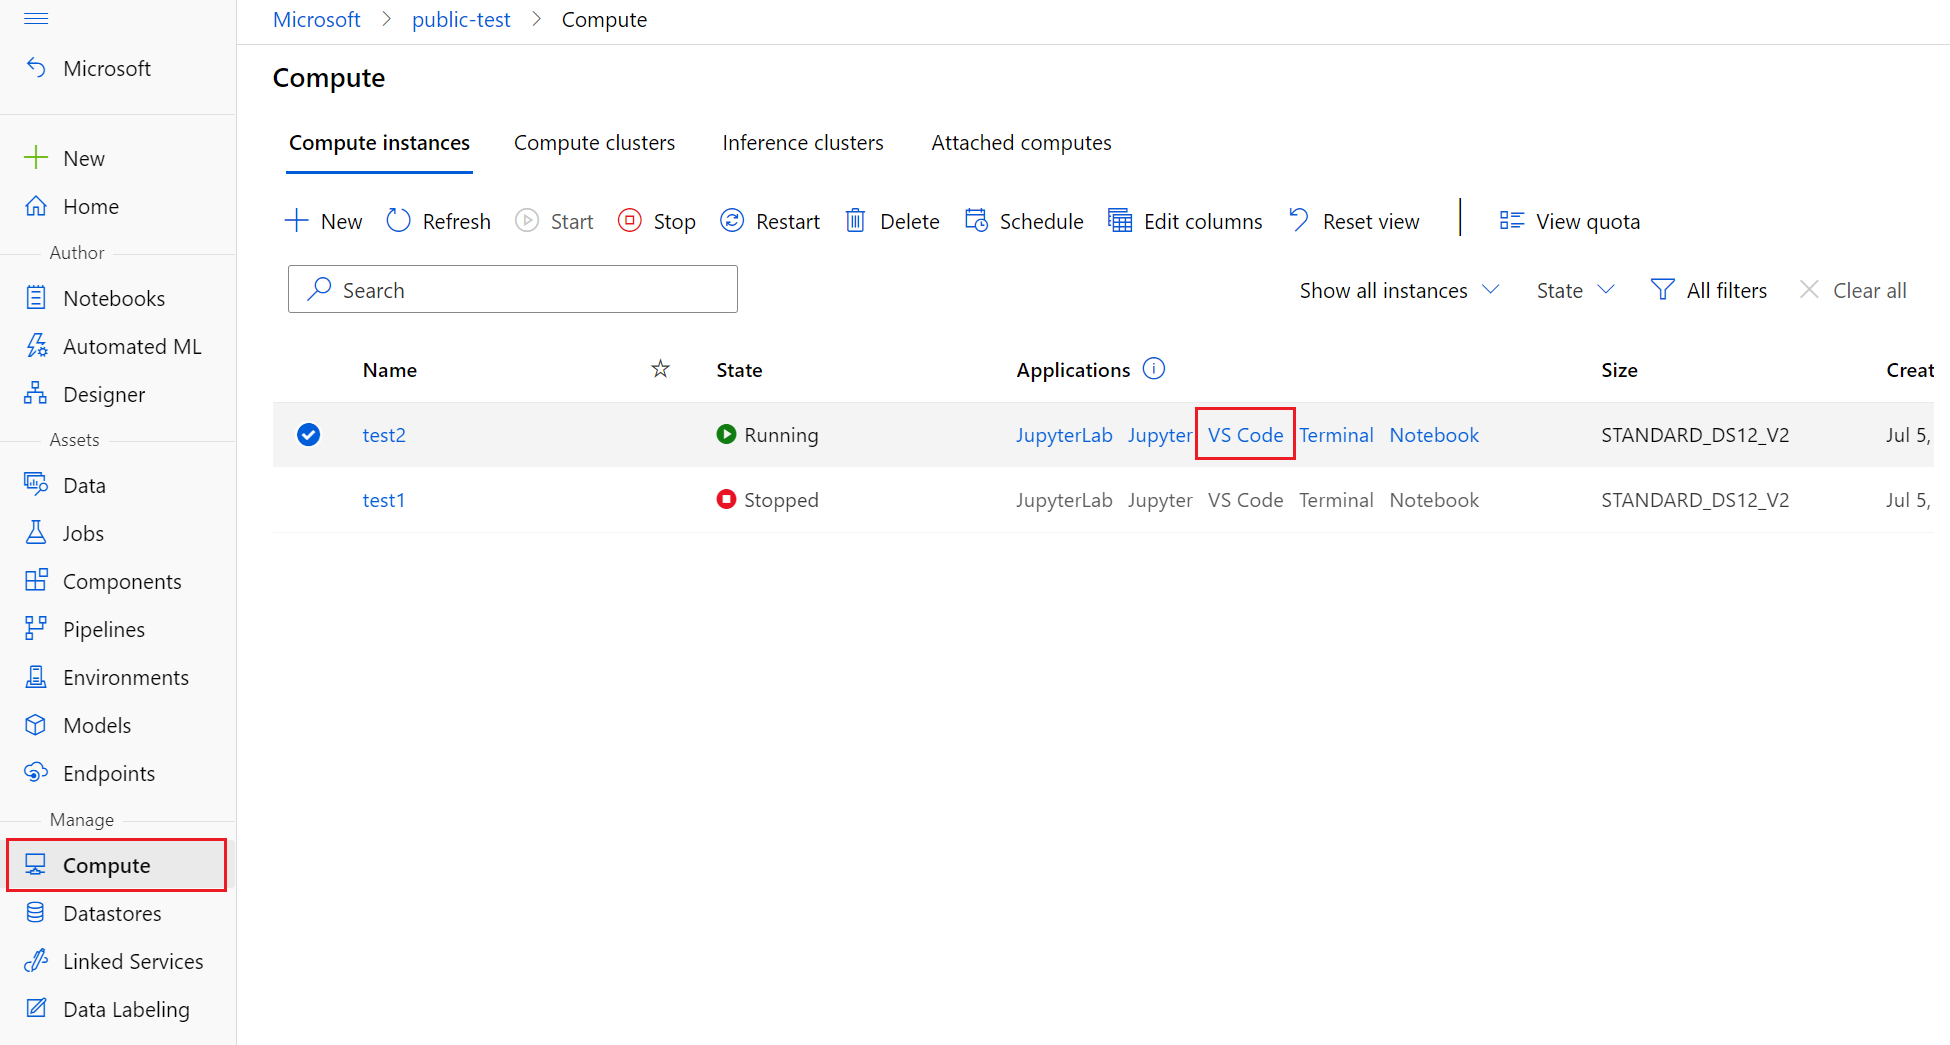 Microsoft > public-test > Compute
Microsoft
New
Home
Author
Notebooks
Automated ML
Designer
Assets
Data
Jobs
Components
Pipelines
Environments
Models
Endpoints
Manage
Compute
Datastores
Linked Services
Data Labeling
Compute
Compute instances Compute clusters Inference clusters Attached computes
New Refresh Start Stop Restart Delete Schedule Edit columns Reset view View quota
Search Show all instances State All filters Clear all
Name State Applications Size Creat
test2 Running JupyterLab Jupyter VS Code Terminal Notebook STANDARD_DS12_V2 Jul 5,
test1 Stopped JupyterLab Jupyter VS Code Terminal Notebook STANDARD_DS12_V2 Jul 5,